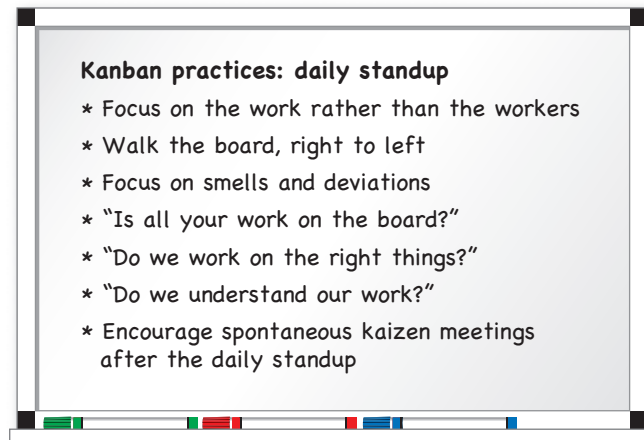 Kanban practices: daily standup
* Focus on the work rather than the workers
* Walk the board, right to left
* Focus on smells and deviations
* “Is all your work on the board?”
* “Do we work on the right things?”
* “Do we understand our work?”
* Encourage spontaneous kaizen meetings
after the daily standup